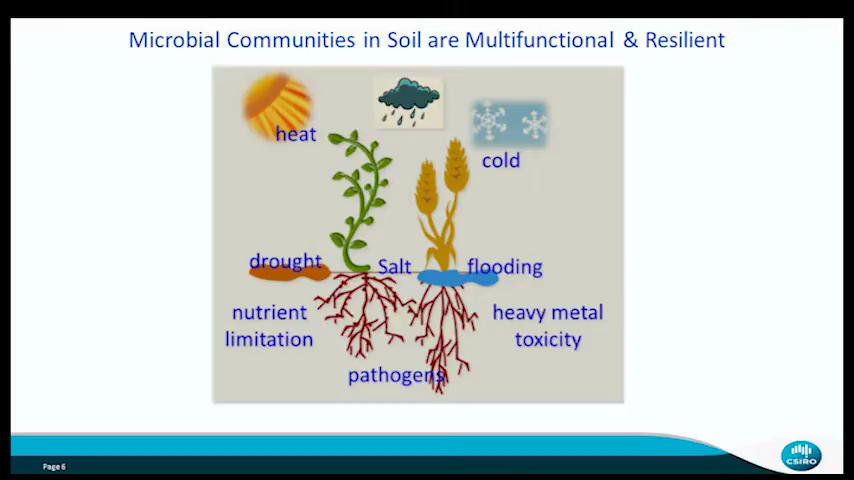 Microbial Communities in Soil are Multifunctional & Resilient
heat
cold
drought
Salt
flooding
nutrient
limitation
heavy metal
toxicity
pathogens
Page 6
CSIRO